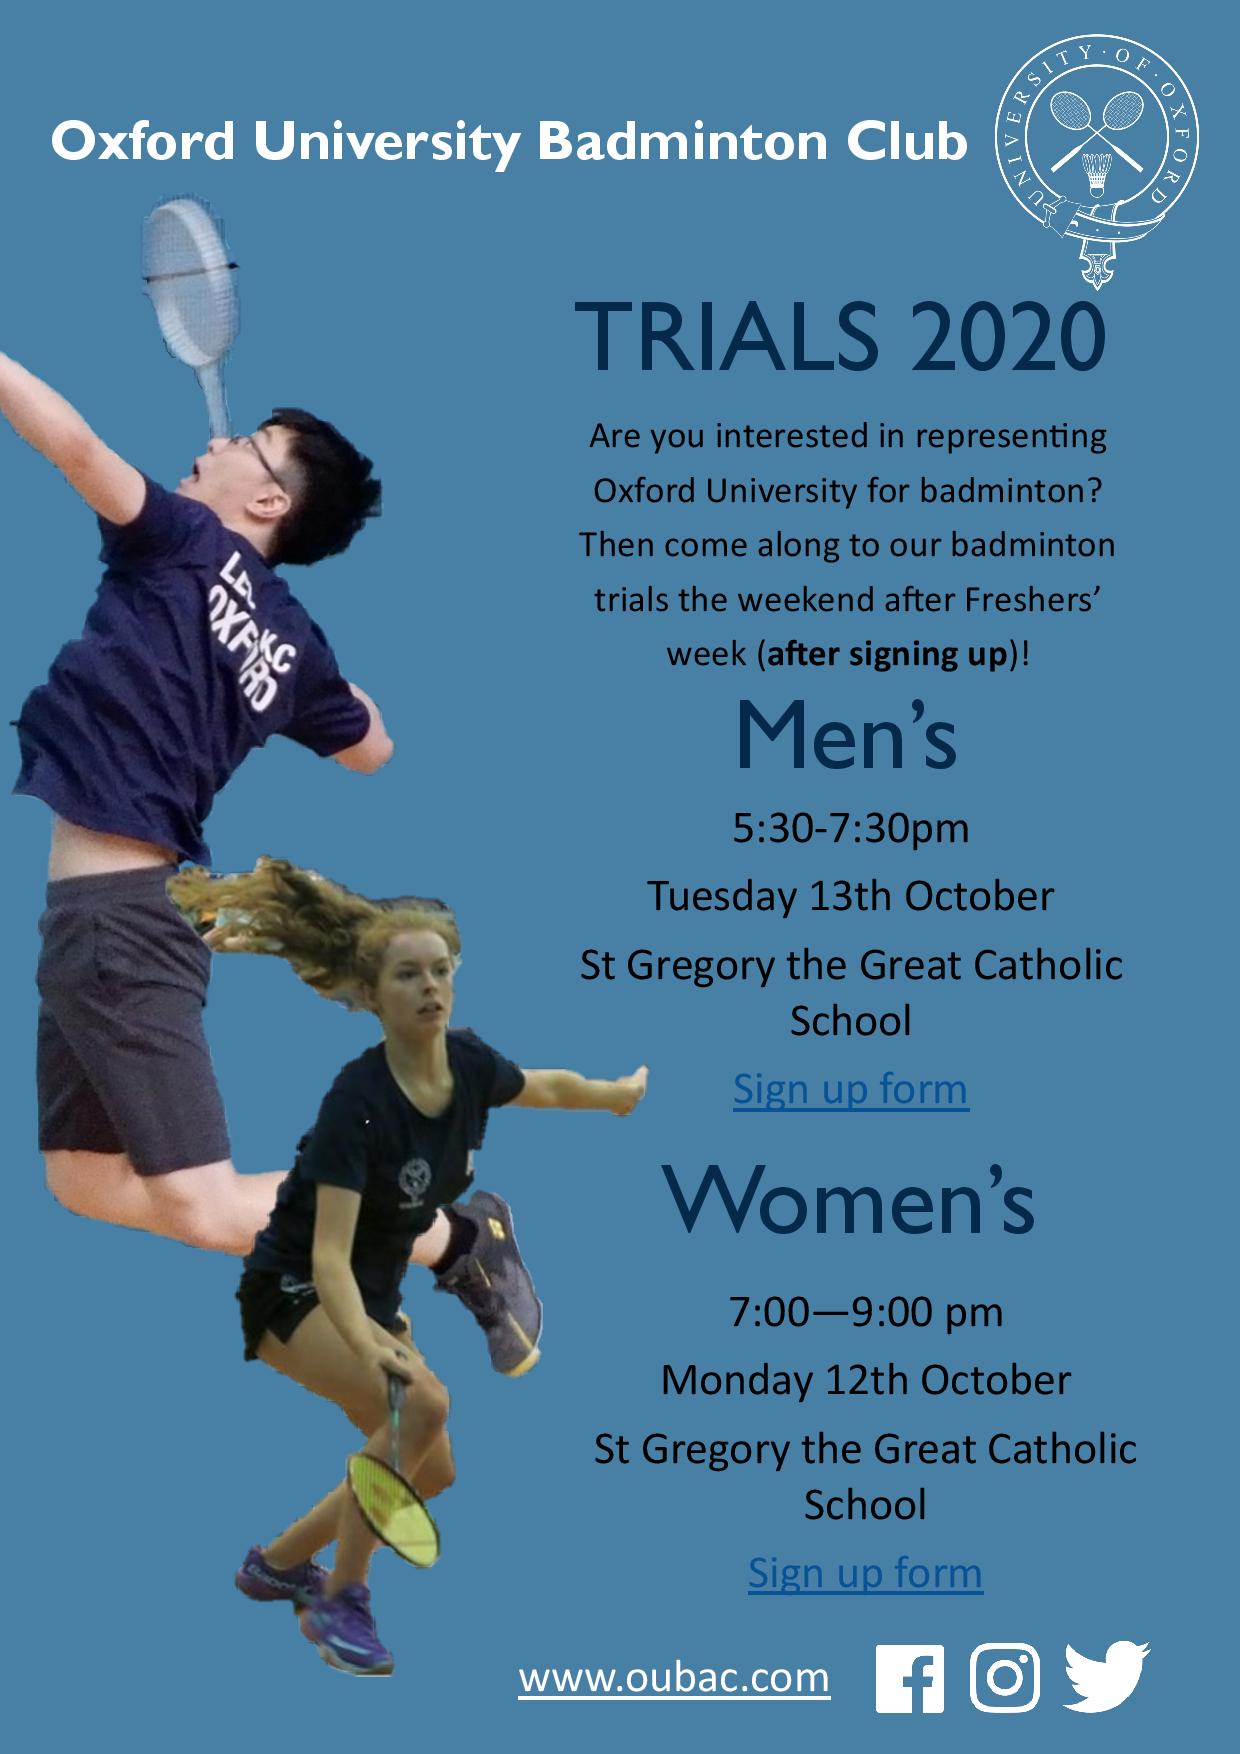 UNIVERSITY·OF·OXFORD
Oxford University Badminton Club
TRIALS 2020
Are you interested in representing
Oxford University for badminton?
Then come along to our badminton
trials the weekend after Freshers’
week (after signing up)!
Men’s
5:30-7:30pm
Tuesday 13th October
St Gregory the Great Catholic
School
Sign up form
Women’s
7:00—9:00 pm
Monday 12th October
St Gregory the Great Catholic
School
Sign up form
www.oubac.com
OXFORD